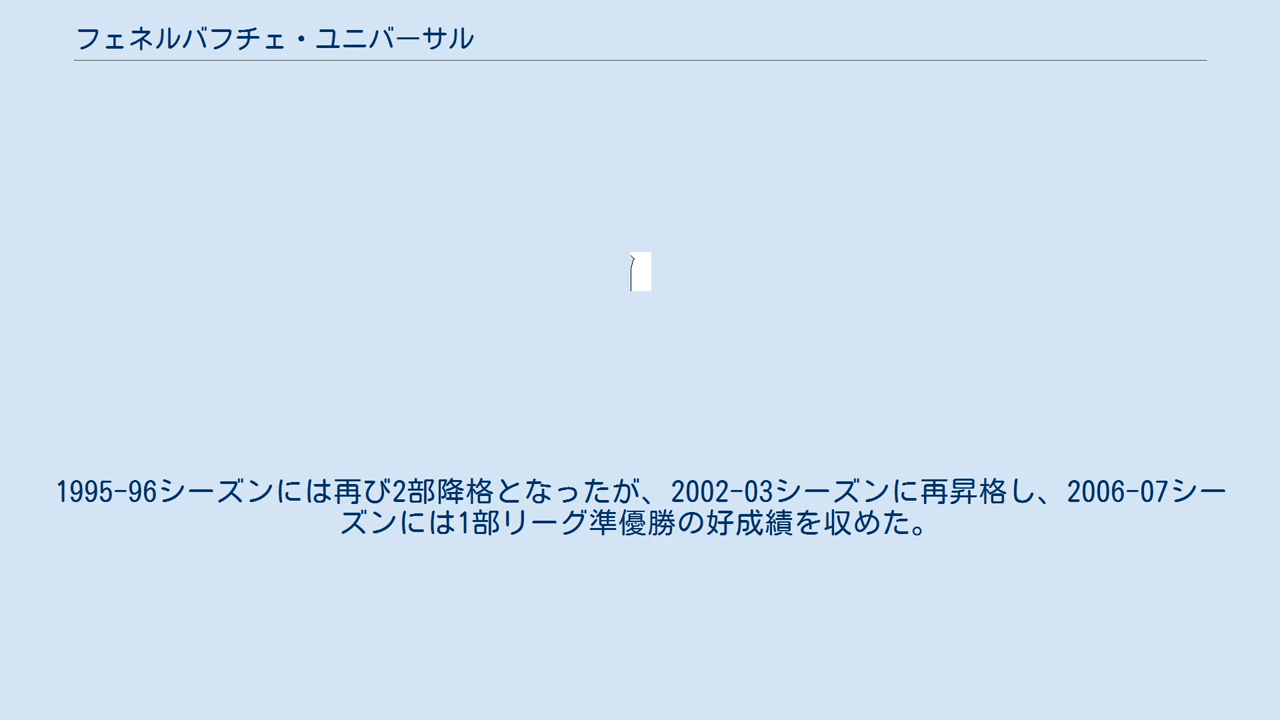 フェネルバフチェ・ユニバーサル
1995-96シーズンには再び2部降格となったが、2002-03シーズンに再昇格し、2006-07シー
ズンには1部リーグ準優勝の好成績を収めた。